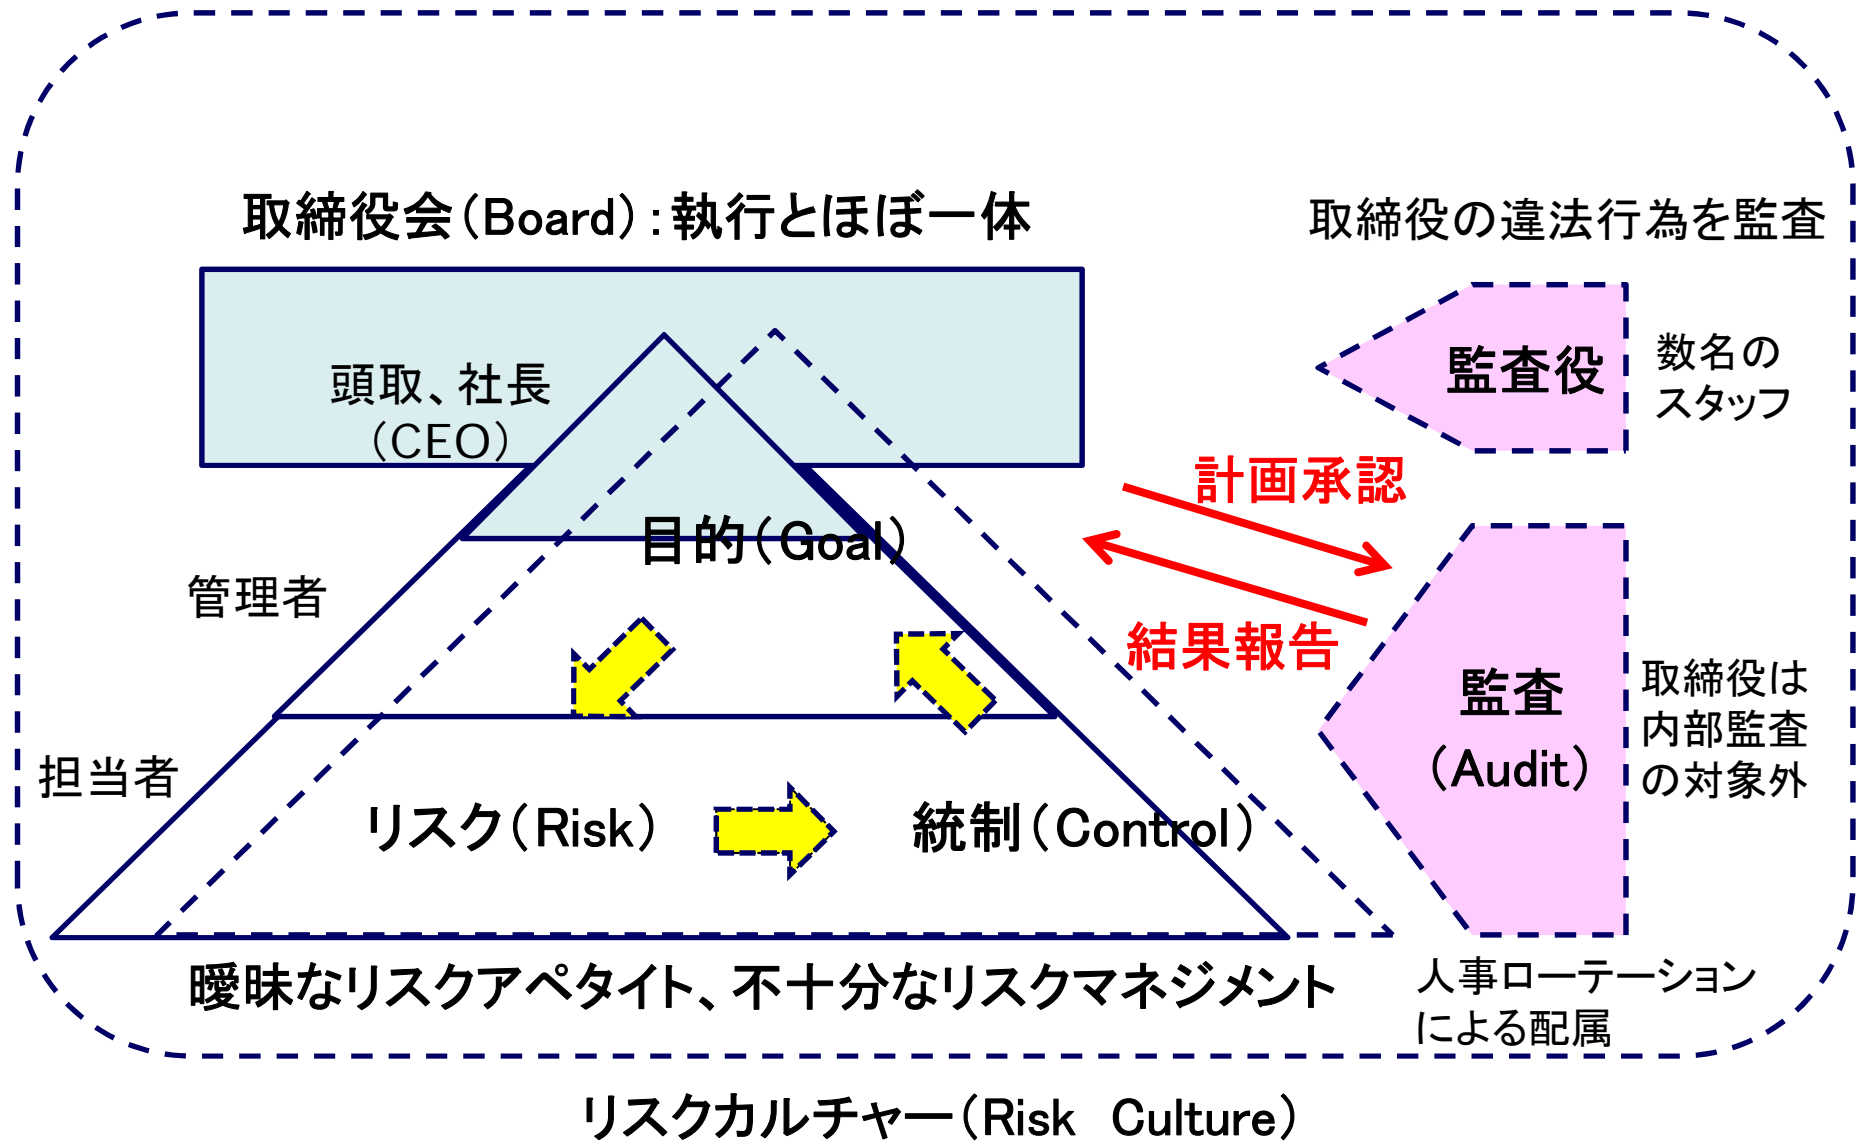 取締役会(Board):執行とほぼ一体
取締役の違法行為を監査
頭取、社長
(CEO)
監査役
数名の
スタッフ
計画承認
目的(Goal)
管理者
結果報告
監査
(Audit)
取締役は
内部監査
の対象外
担当者
リスク(Risk)
統制(Control)
曖昧なリスクアペタイト、不十分なリスクマネジメント
人事ローテーション
による配属
リスクカルチャー(Risk Culture)